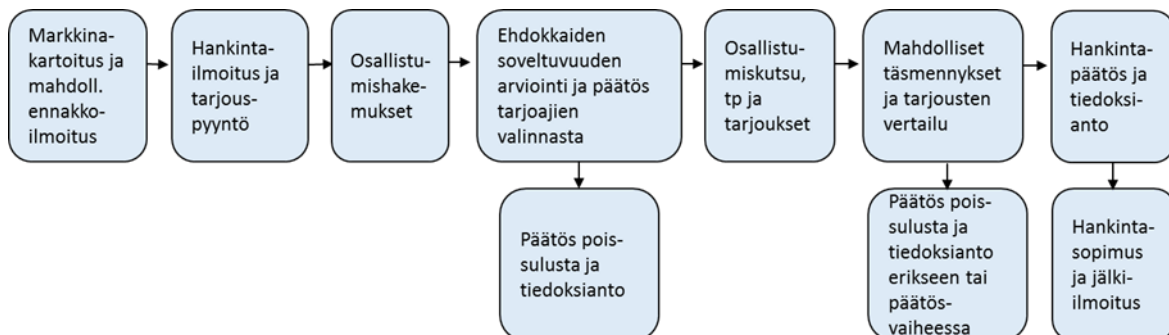 Markkina-
kartoitus ja
mahdoll.
ennakko-
ilmoitus
Hankinta-
ilmoitus ja
tarjous-
pyyntö
Osallistu-
mishake-
mukset
Ehdokkaiden
soveltuvuuden
arviointi ja päätös
tarjoajien
valinnasta
Osallistu-
miskutsu,
tp ja
tarjoukset
Mahdolliset
täsmennykset
ja tarjousten
vertailu
Hankinta-
päätös ja
tiedoksi-
anto
Päätös pois-
sulusta ja
tiedoksianto
Päätös pois-
sulusta ja
tiedoksianto
erikseen tai
päätös-
vaiheessa
Hankinta-
sopimus
ja jälki-
ilmoitus